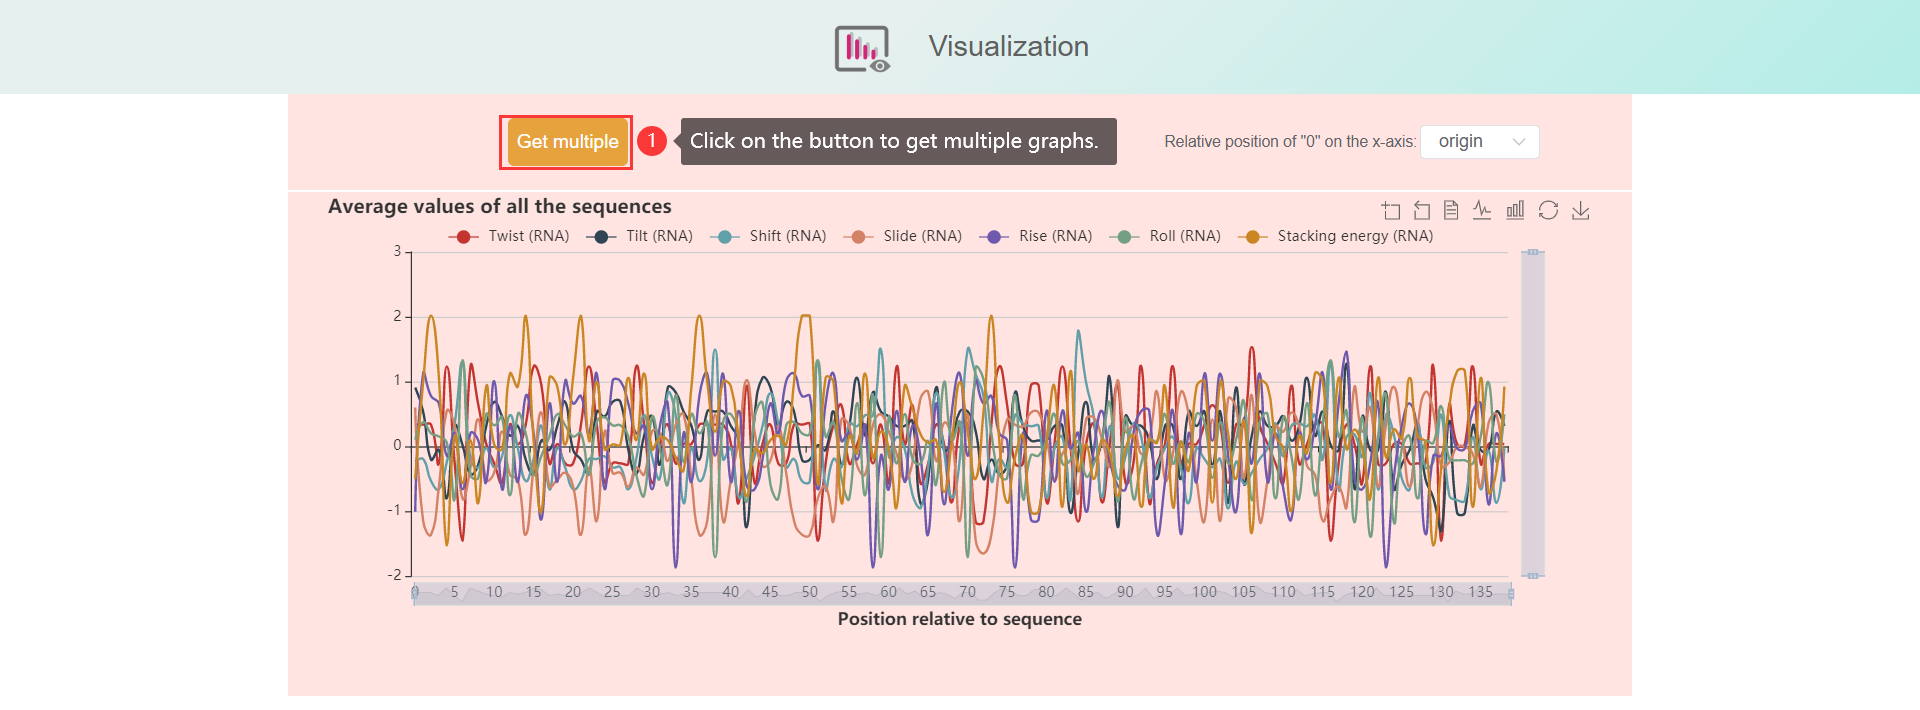 Visualization
Get multiple
1
Click on the button to get multiple graphs.
Relative position of "0" on the x-axis: origin
Average values of all the sequences
Twist (RNA) Tilt (RNA) Shift (RNA) Slide (RNA) Rise (RNA) Roll (RNA) Stacking energy (RNA)
3
2
1
0
-1
-2
0 5 10 15 20 25 30 35 40 45 50 55 60 65 70 75 80 85 90 95 100 105 110 115 120 125 130 135
Position relative to sequence